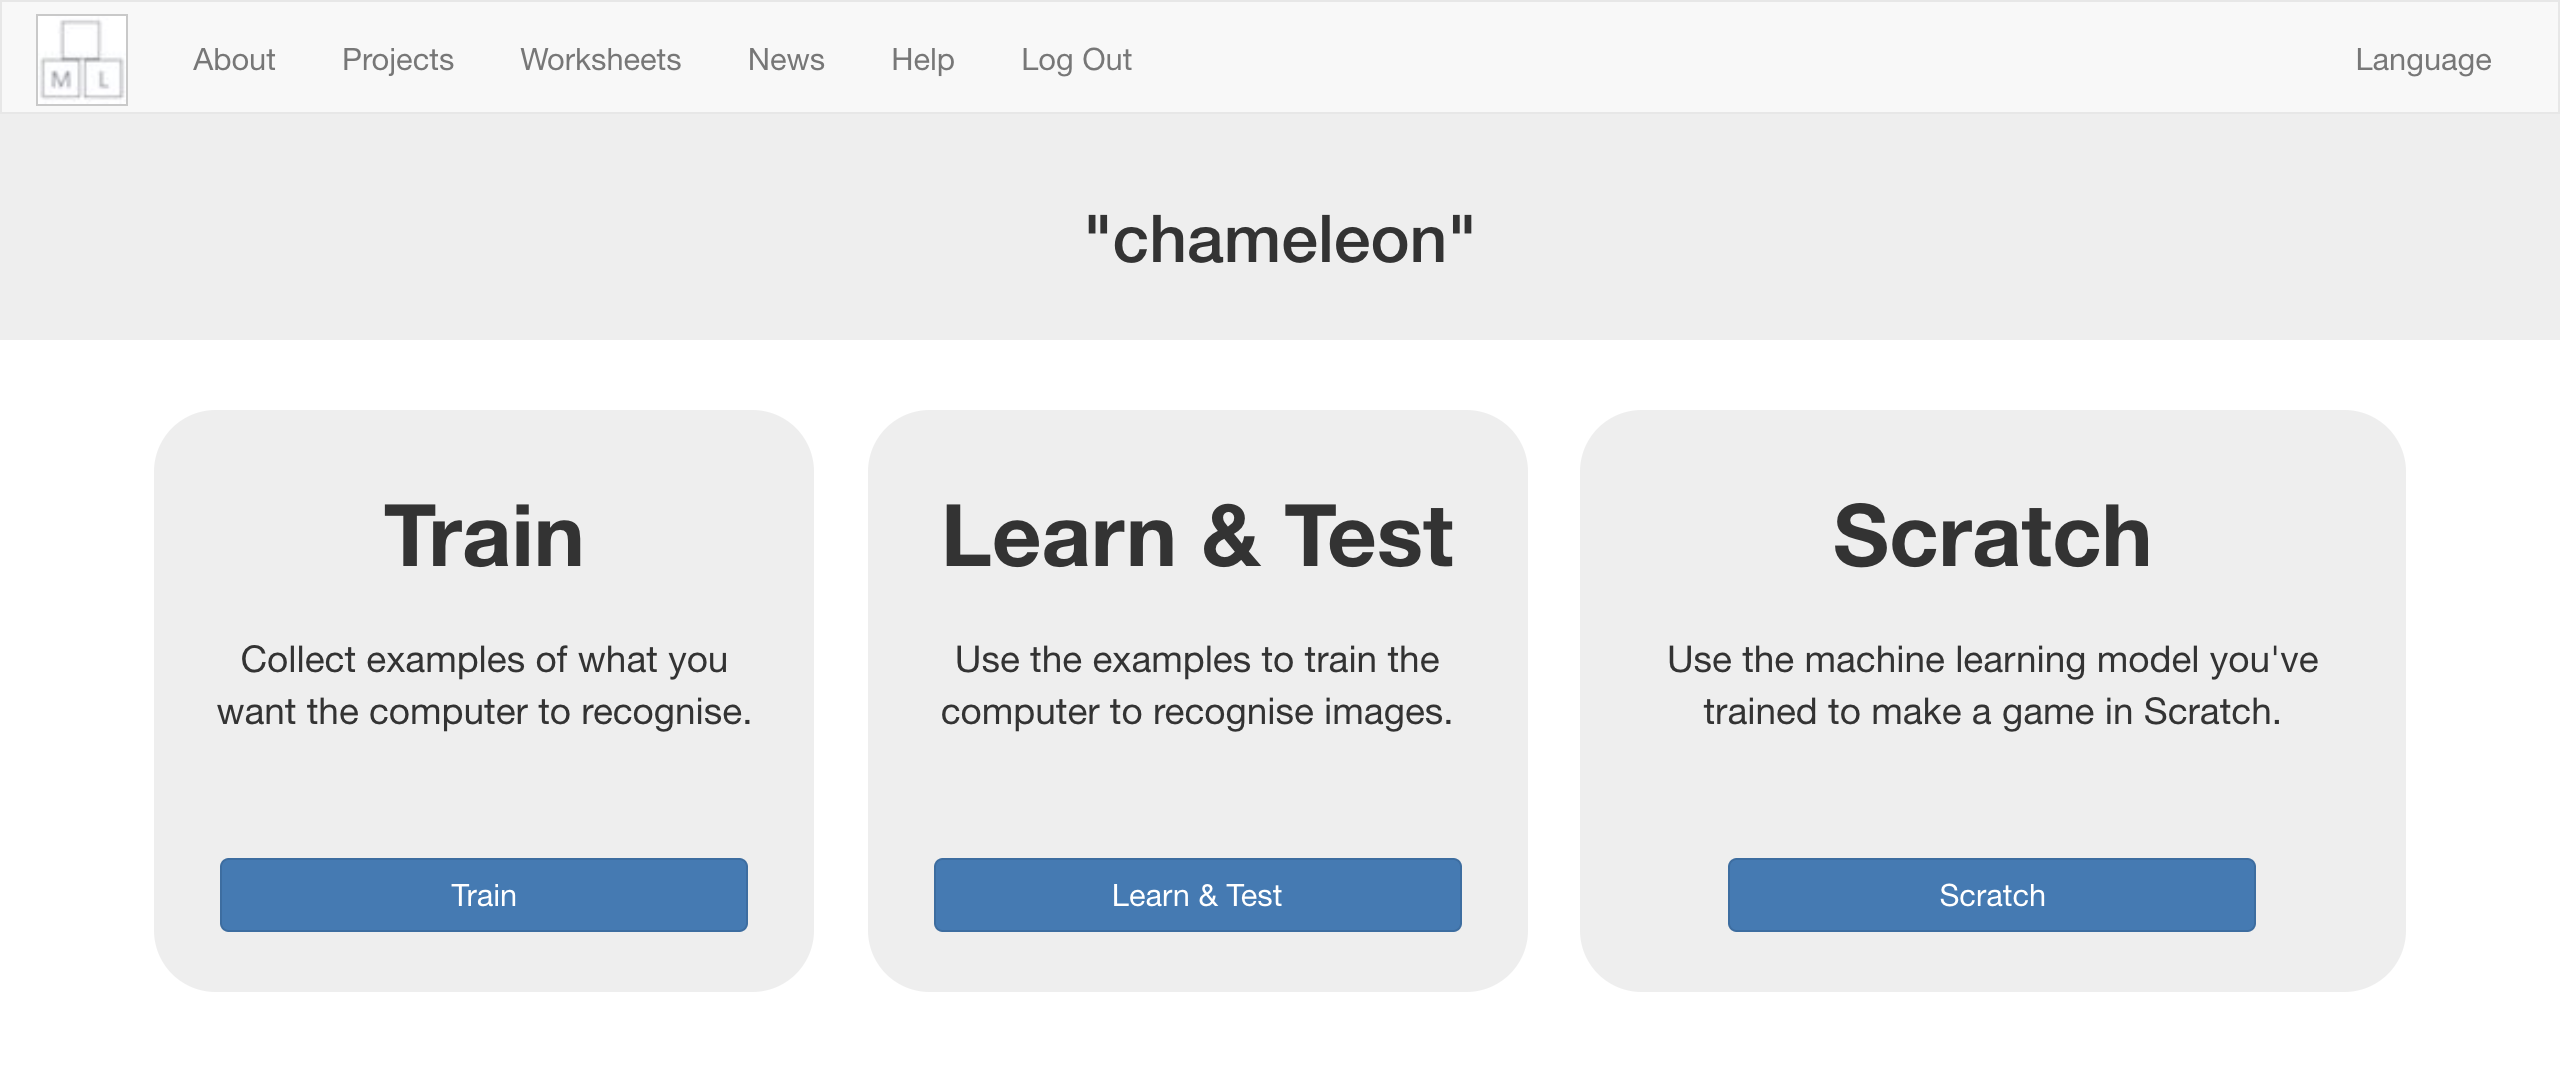 M L
About Projects Worksheets News Help Log Out Language
"chameleon"
Train
Collect examples of what you
want the computer to recognise.
Train
Learn & Test
Use the examples to train the
computer to recognise images.
Learn & Test
Scratch
Use the machine learning model you've
trained to make a game in Scratch.
Scratch